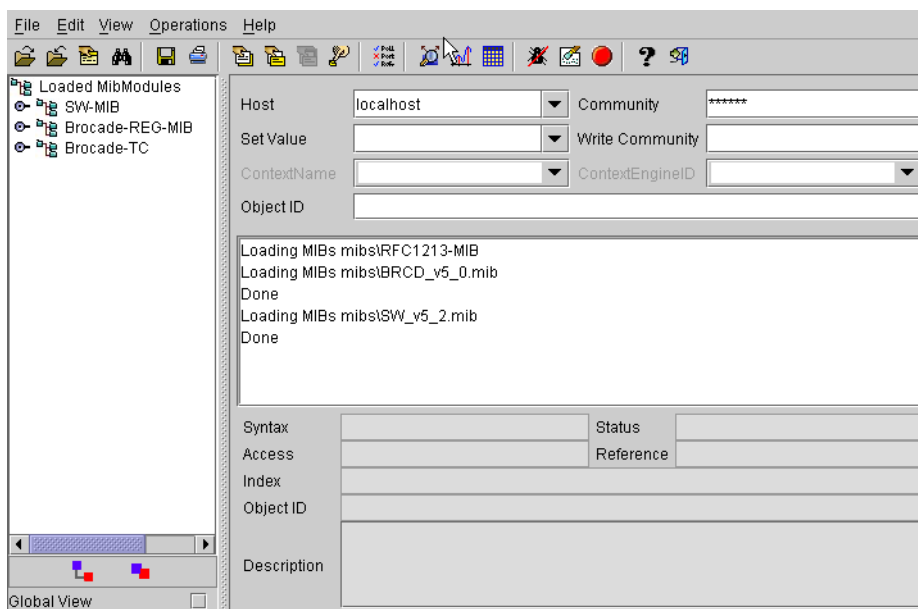 File Edit View Operations Help
Poll
Port
Loaded MibModules
SW-MIB
Brocade-REG-MIB
Brocade-TC
Host localhost Community ******
Set Value Write Community
ContextName ContextEngineID
Object ID
Loading MIBs mibs\RFC1213-MIB
Loading MIBs mibs\BRCD_v5_0.mib
Done
Loading MIBs mibs\SW_v5_2.mib
Done
Syntax Status
Access Reference
Index
Object ID
Description
Global View